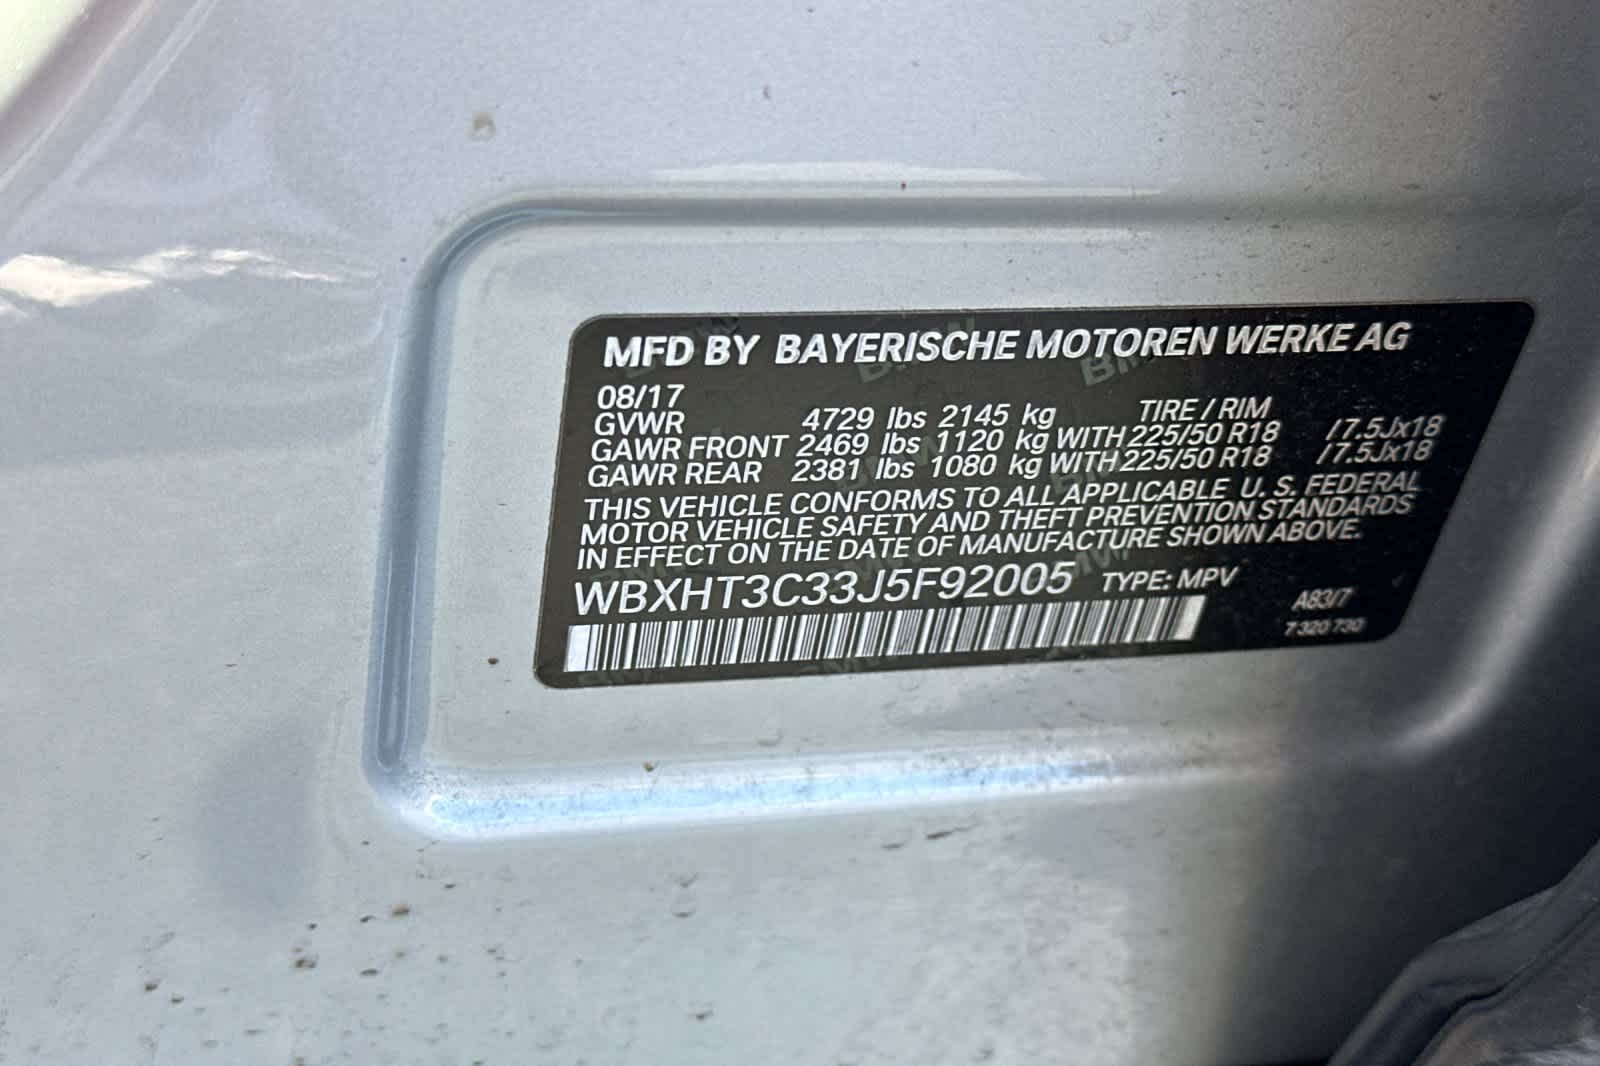 MFD BY BAYERISCHE MOTOREN WERKE AG
08/17
GVWR 4729 lbs 2145 kg TIRE / RIM
GAWR FRONT 2469 lbs 1120 kg WITH 225/50 R18 / 7.5Jx18
GAWR REAR 2381 lbs 1080 kg WITH 225/50 R18 / 7.5Jx18
THIS VEHICLE CONFORMS TO ALL APPLICABLE U. S. FEDERAL
MOTOR VEHICLE SAFETY AND THEFT PREVENTION STANDARDS
IN EFFECT ON THE DATE OF MANUFACTURE SHOWN ABOVE.
WBXHT3C33J5F92005 TYPE: MPV
A83/7
7 320 730